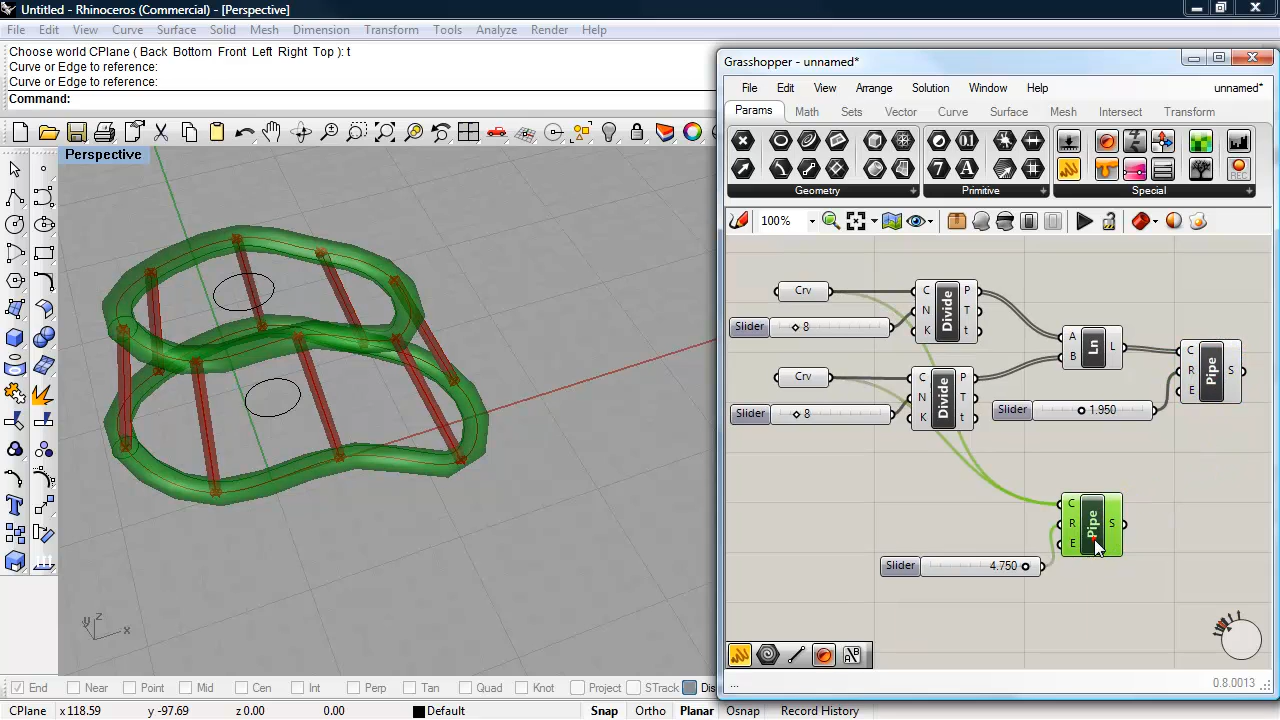 Untitled - Rhinoceros (Commercial) - [Perspective]
File Edit View Curve Surface Solid Mesh Dimension Transform Tools Analyze Render Help
Choose world CPlane ( Back Bottom Front Left Right Top ): t
Curve or Edge to reference:
Curve or Edge to reference:
Command:
Perspective
z
y
x
End Near Point Mid Cen Int Perp Tan Quad Knot Project STrack Dis
Clane x118.59 y -97.69 z 0.00 0.00 Default Snap Ortho Planar Osnap Record History
Grasshopper - unnamed*
File Edit View Arrange Solution Window Help unnamed*
Params Math Sets Vector Curve Surface Mesh Intersect Transform
Geometry Primitive Special
100%
Crv
C
N
K
Divide
P
T
t
Slider 8
Crv
C
N
K
Divide
P
T
t
Slider 8
A
B
Ln
L
C
R
E
Pipe
S
Slider 1.950
C
R
E
Pipe
S
Slider 4.750
...
0.8.0013